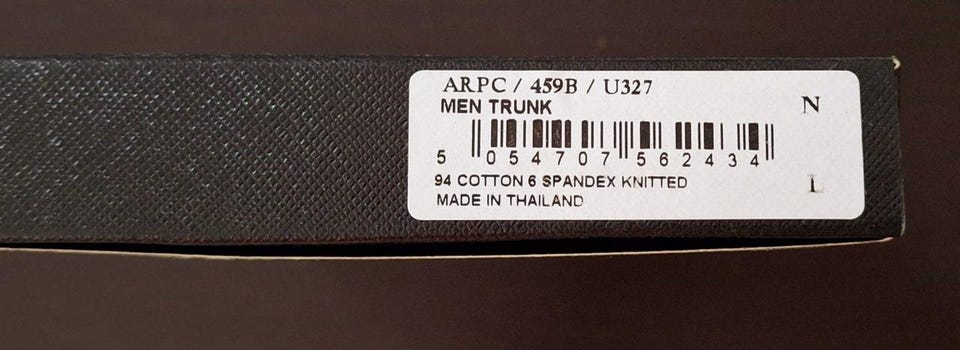 ARPC / 459B / U327
MEN TRUNK
N
5 054707 562434
94 COTTON 6 SPANDEX KNITTED
L
MADE IN THAILAND